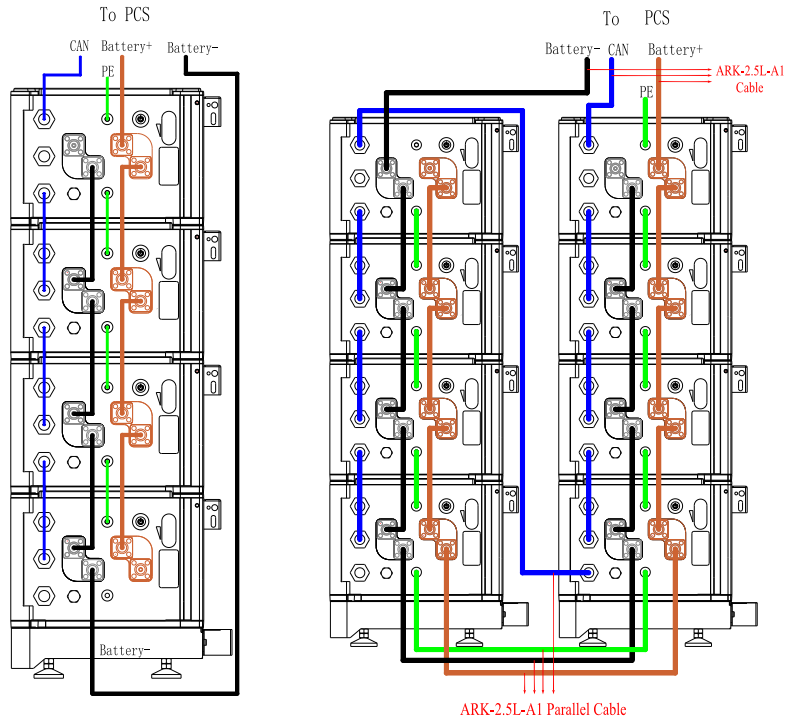 To PCS
CAN
Battery+
Battery-
PE
Battery-
To PCS
Battery-
CAN
Battery+
ARK-2.5L-A1
Cable
PE
ARK-2.5L-A1 Parallel Cable